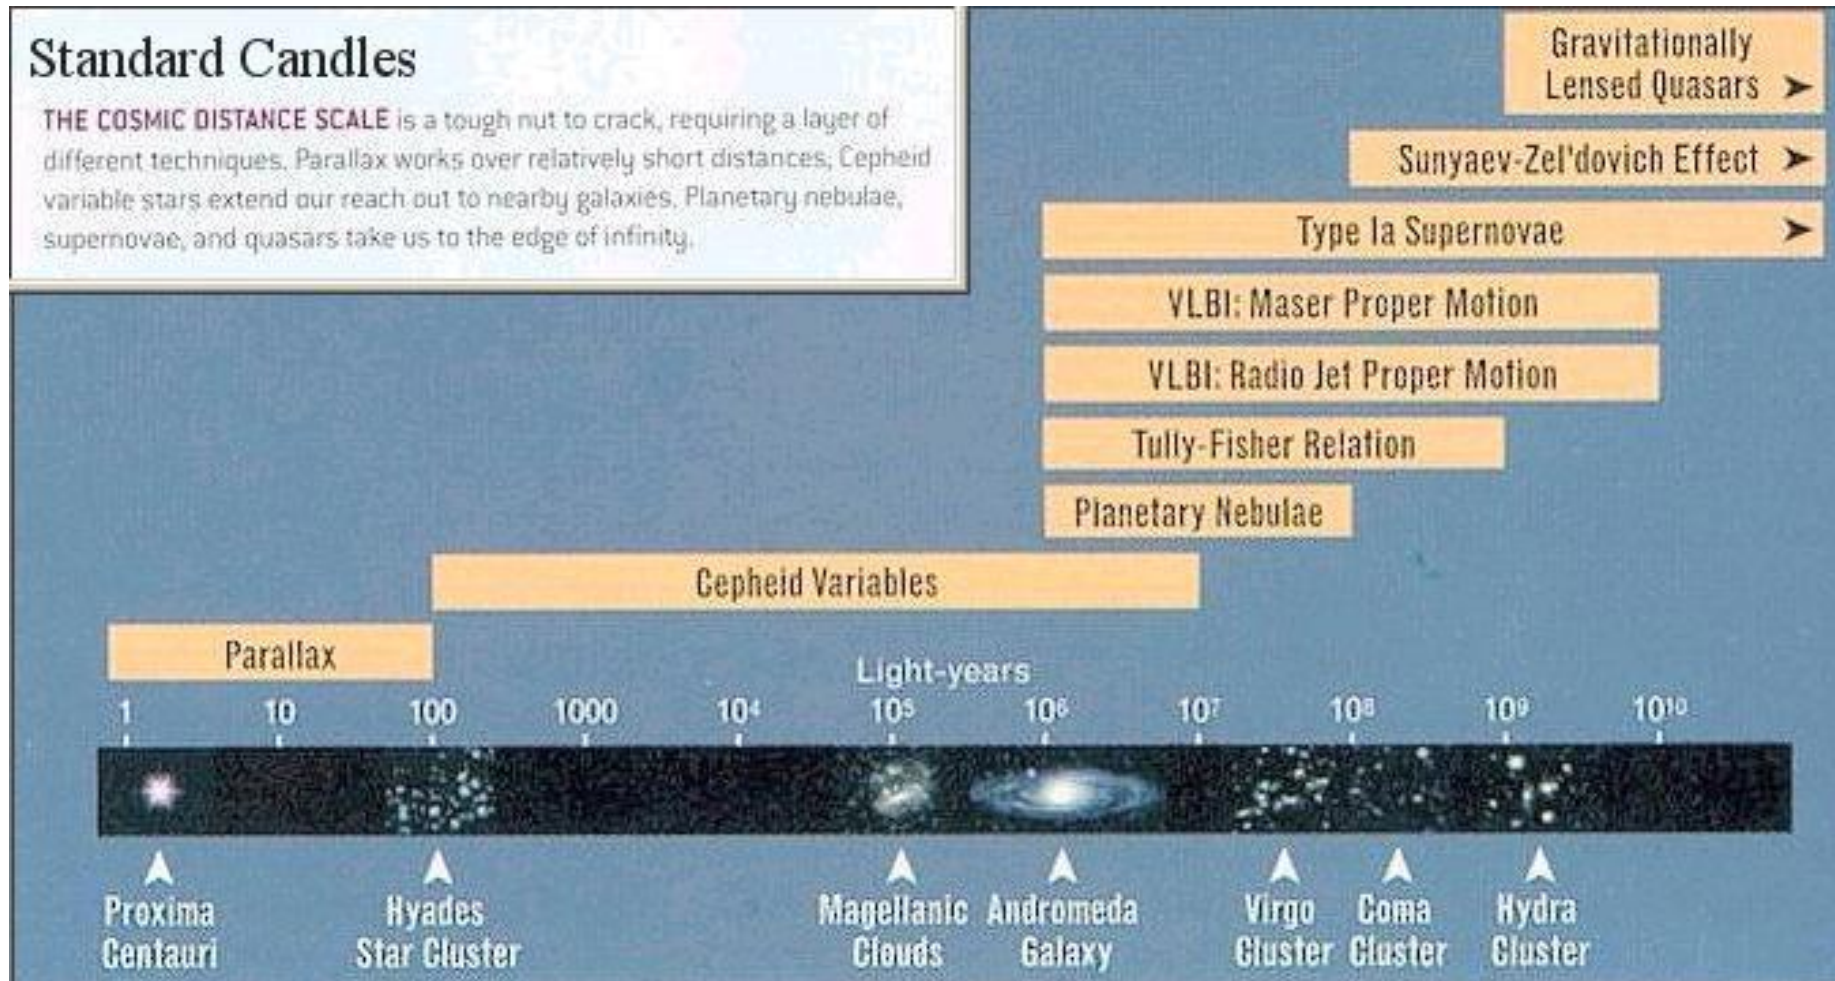 Standard Candles
THE COSMIC DISTANCE SCALE is a tough nut to crack, requiring a layer of
different techniques. Parallax works over relatively short distances; Cepheid
variable stars extend our reach out to nearby galaxies. Planetary nebulae,
supernovae, and quasars take us to the edge of infinity.
Gravitationally
Lensed Quasars
Sunyaev-Zel'dovich Effect
Type Ia Supernovae
VLBI: Maser Proper Motion
VLBI: Radio Jet Proper Motion
Tully-Fisher Relation
Planetary Nebulae
Cepheid Variables
Parallax
Light-years
1 10 100 1000 10⁴ 10⁵ 10⁶ 10⁷ 10⁸ 10⁹ 10¹⁰
Proxima
Centauri
Hyades
Star Cluster
Magellanic
Clouds
Andromeda
Galaxy
Virgo
Cluster
Coma
Cluster
Hydra
Cluster